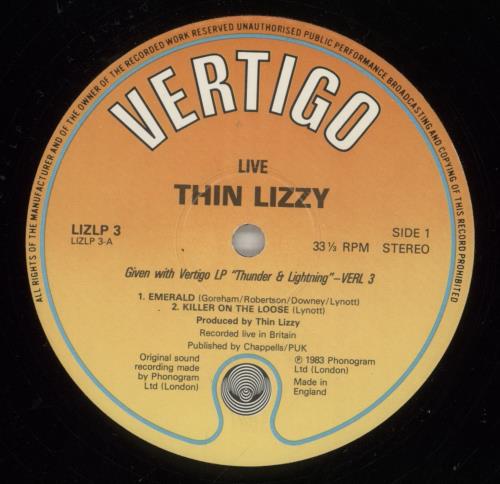 ALL RIGHTS OF THE MANUFACTURER AND OF THE OWNER OF THE RECORDED WORK RESERVED UNAUTHORISED PUBLIC PERFORMANCE BROADCASTING AND COPYING OF THIS RECORD PROHIBITED
VERTIGO
LIVE
THIN LIZZY
LIZLP 3
LIZLP 3-A
SIDE 1
33 ⅓ RPM STEREO
Given with Vertigo LP "Thunder & Lightning"–VERL 3
1. EMERALD (Goreham/Robertson/Downey/Lynott)
2. KILLER ON THE LOOSE (Lynott)
Produced by Thin Lizzy
Recorded live in Britain
Published by Chappells/PUK
Original sound
recording made
by Phonogram
Ltd (London)
℗ 1983 Phonogram
Ltd (London)
Made in
England